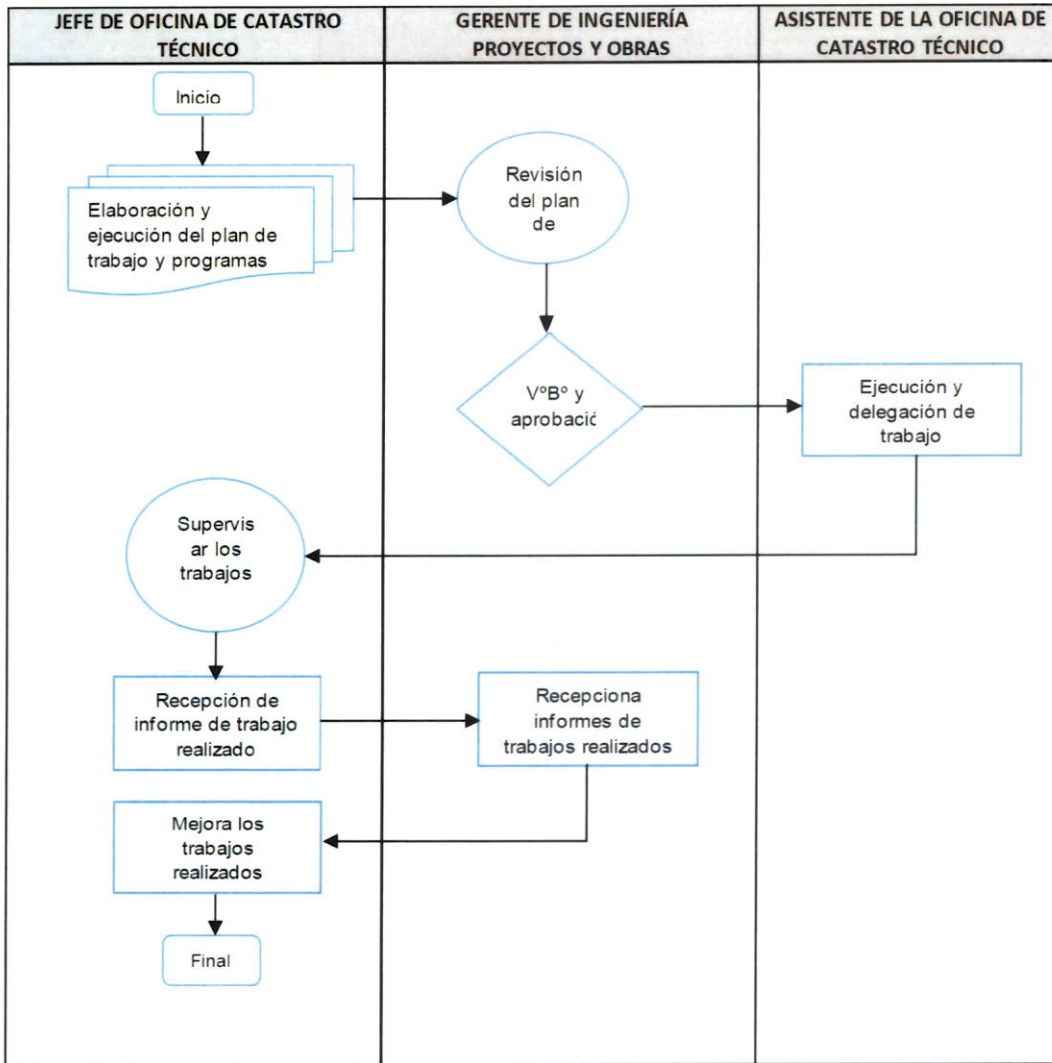 JEFE DE OFICINA DE CATASTRO
TÉCNICO
GERENTE DE INGENIERÍA
PROYECTOS Y OBRAS
ASISTENTE DE LA OFICINA DE
CATASTRO TÉCNICO
Inicio
Elaboración y
ejecución del plan de
trabajo y programas
Revisión
del plan
de
VºBº y
aprobació
Ejecución y
delegación de
trabajo
Supervis
ar los
trabajos
Recepción de
informe de trabajo
realizado
Recepciona
informes de
trabajos realizados
Mejora los
trabajos
realizados
Final